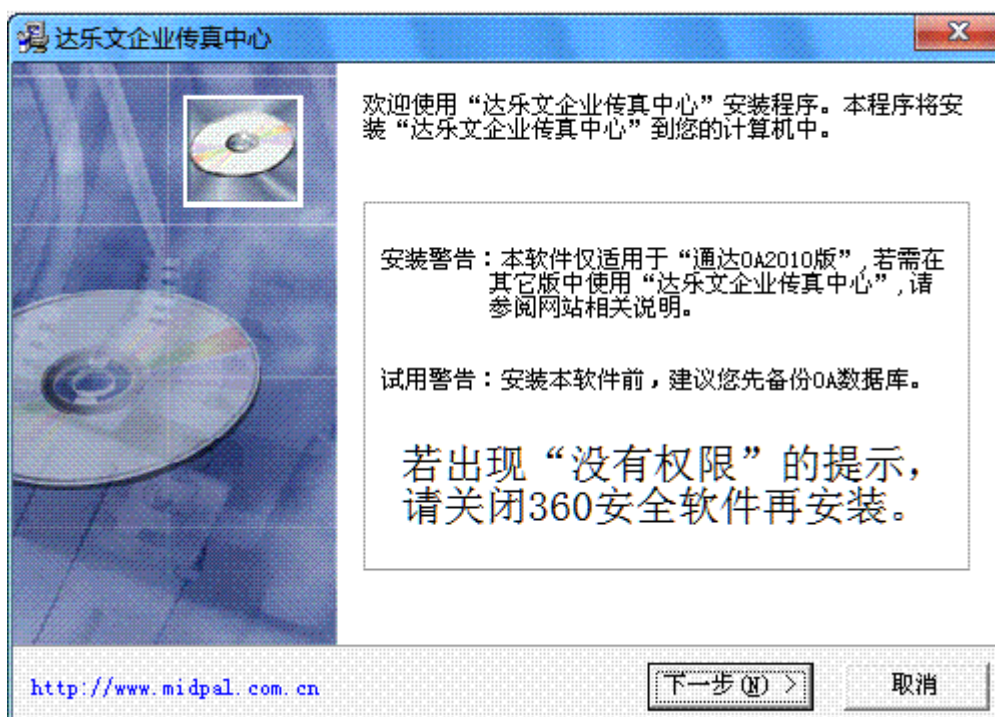 达乐文企业传真中心
欢迎使用“达乐文企业传真中心”安装程序。本程序将安
装“达乐文企业传真中心”到您的计算机中。
安装警告：本软件仅适用于“通达OA2010版”,若需在
其它版中使用“达乐文企业传真中心”,请
参阅网站相关说明。
试用警告：安装本软件前，建议您先备份OA数据库。
若出现“没有权限”的提示，
请关闭360安全软件再安装。
http://www.midpal.com.cn
下一步(N) >
取消